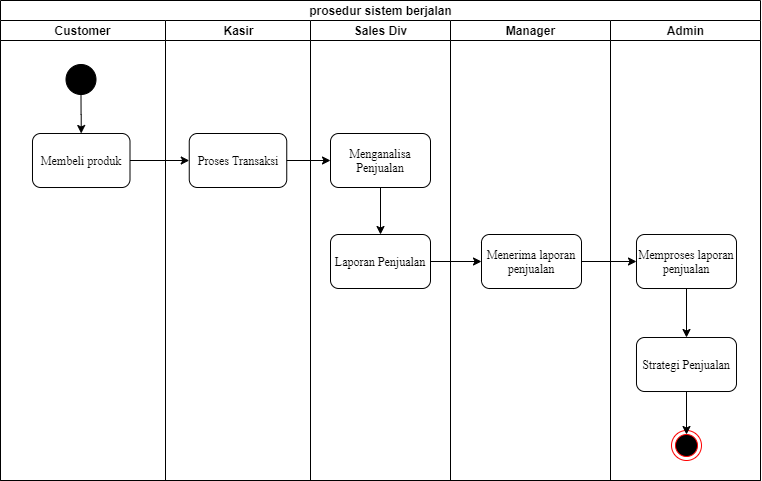 prosedur sistem berjalan
Customer
Kasir
Sales Div
Manager
Admin
Membeli produk
Proses Transaksi
Menganalisa
Penjualan
Laporan Penjualan
Menerima laporan
penjualan
Memproses laporan
penjualan
Strategi Penjualan